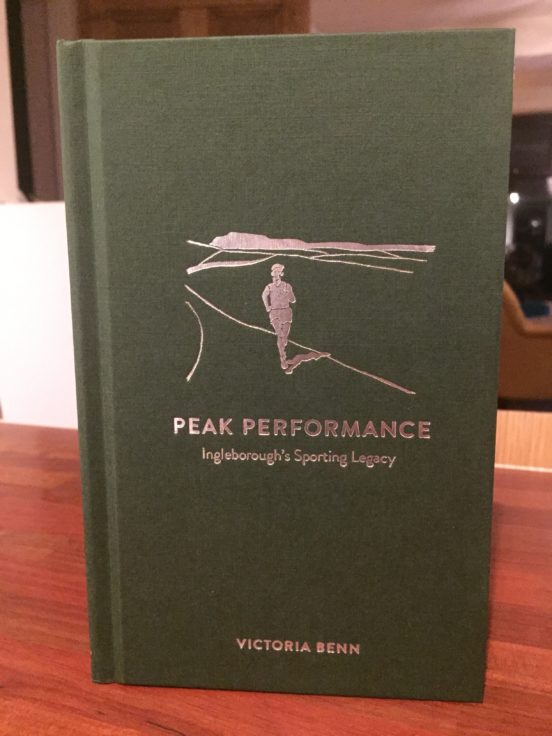 PEAK PERFORMANCE
Ingleborough's Sporting Legacy
VICTORIA BENN